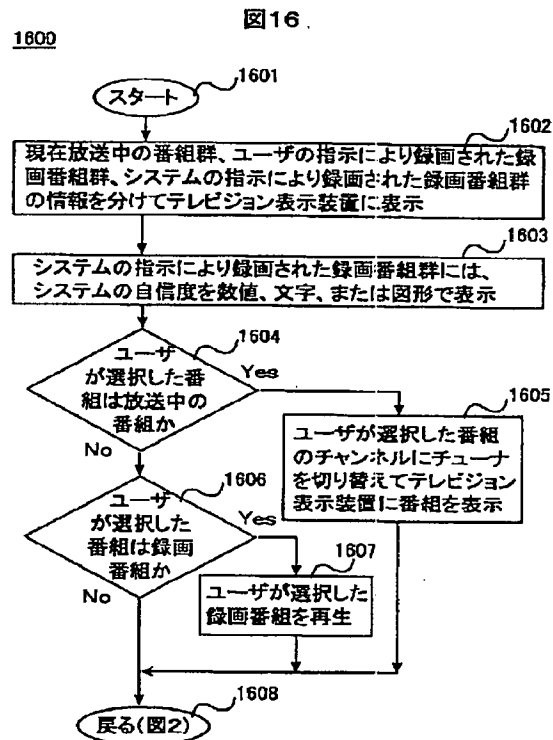 図16
1600
1601
スタート
1602
現在放送中の番組群、ユーザの指示により録画された録
画番組群、システムの指示により録画された録画番組群
の情報を分けてテレビジョン表示装置に表示
1603
システムの指示により録画された録画番組群には、
システムの自信度を数値、文字、または図形で表示
1604
ユーザ
が選択した番
組は放送中の
番組か
Yes
No
1605
ユーザが選択した番組
のチャンネルにチューナ
を切り替えてテレビジョン
表示装置に番組を表示
1606
ユーザ
が選択した
番組は録画
番組か
Yes
No
1607
ユーザが選択した
録画番組を再生
1608
戻る(図2)